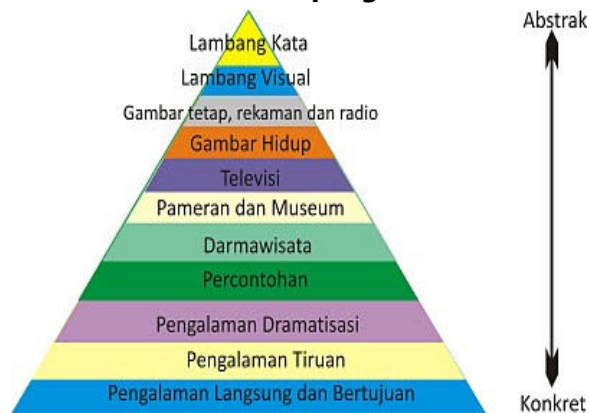 Abstrak
Lambang Kata
Lambang Visual
Gambar tetap, rekaman dan radio
Gambar Hidup
Televisi
Pameran dan Museum
Darmawisata
Percontohan
Pengalaman Dramatisasi
Pengalaman Tiruan
Pengalaman Langsung dan Bertujuan
Konkret